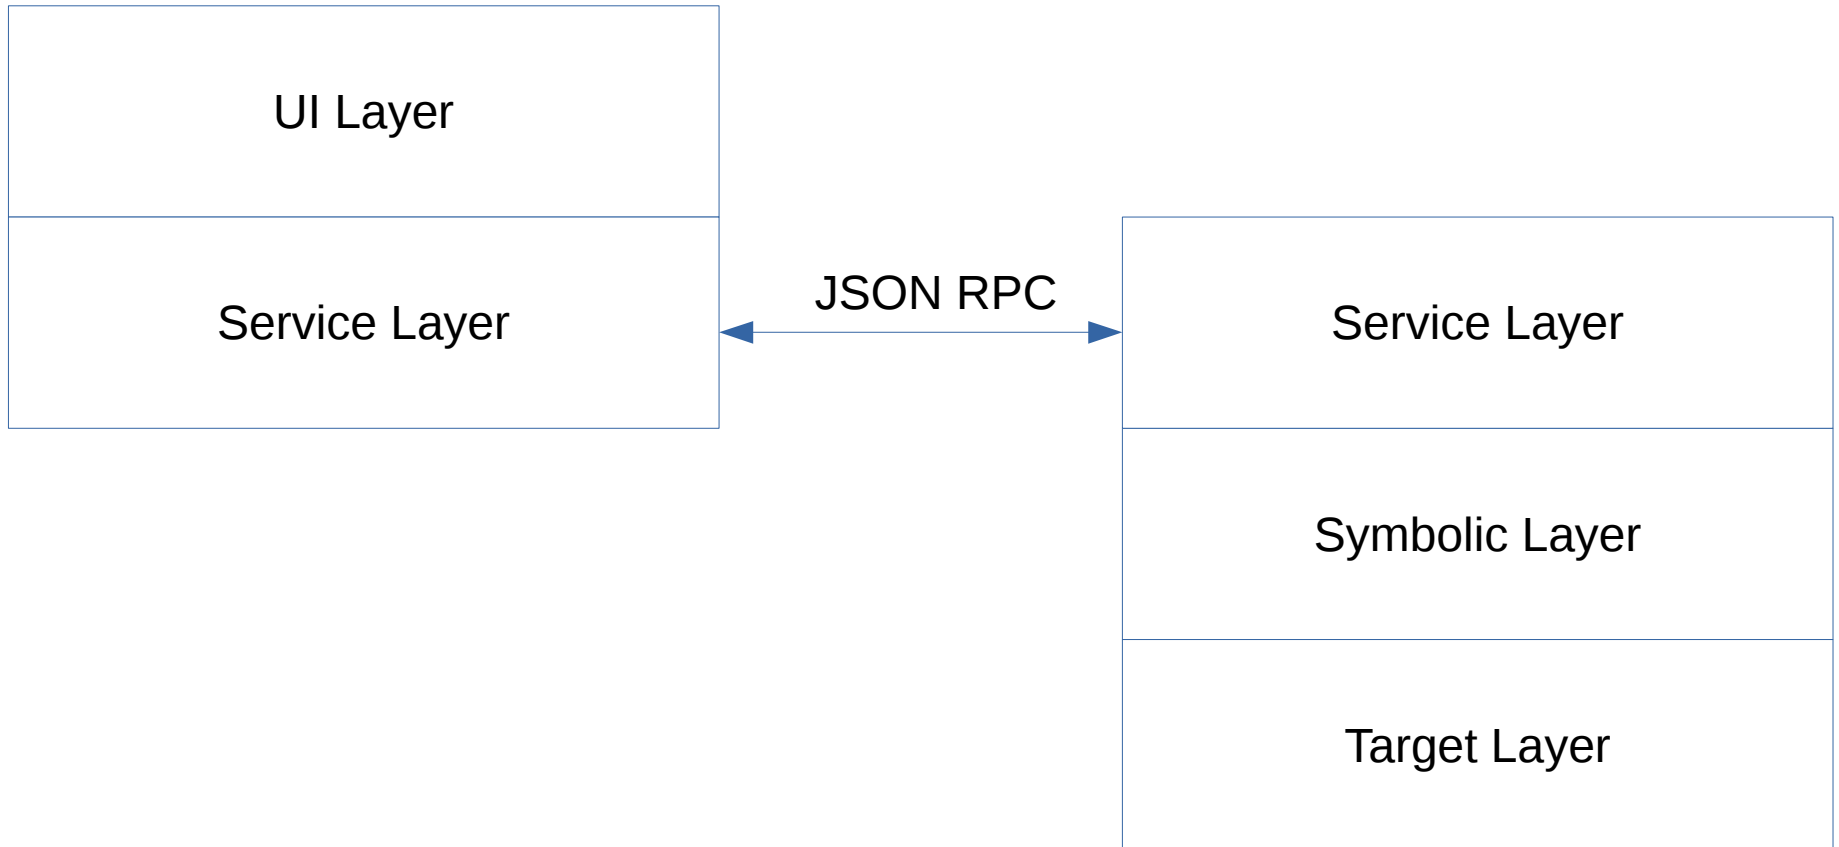 UI Layer
Service Layer
JSON RPC
Service Layer
Symbolic Layer
Target Layer